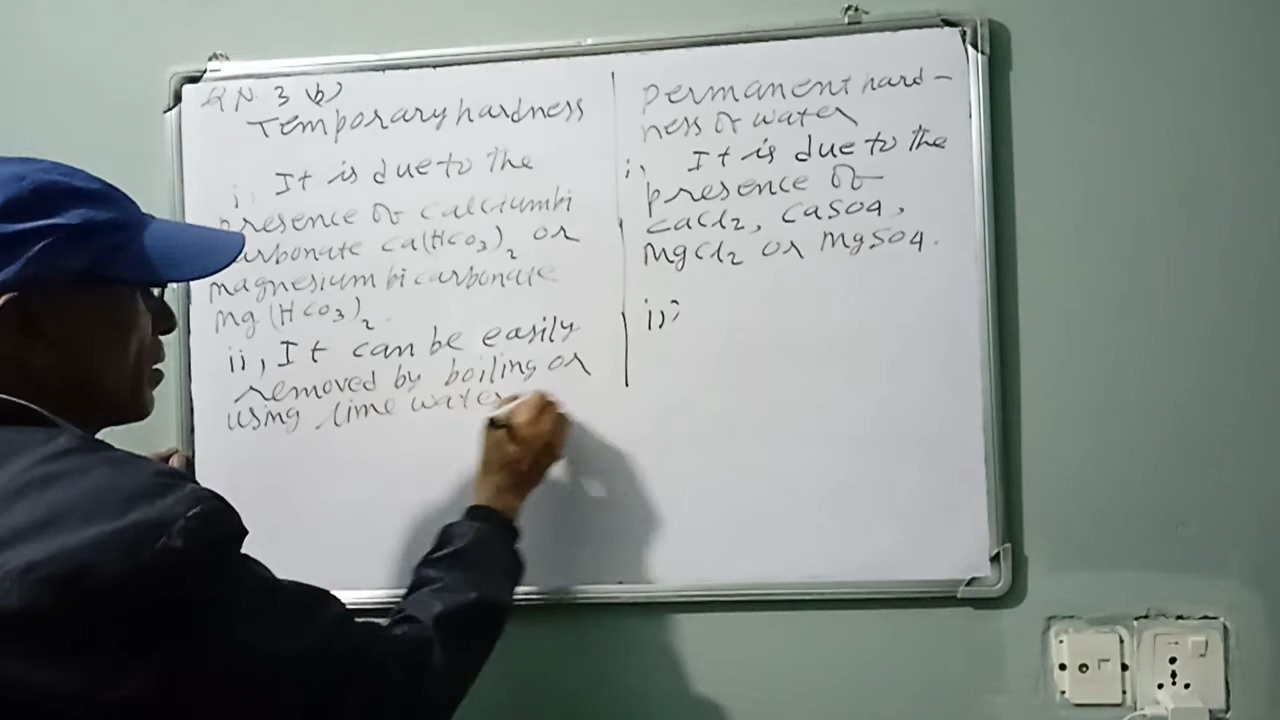 QN. 3 b)
Temporary hardness
i, It is due to the
presence of calcium bi
arbonate Ca(HCO3)2 or
magnesium bicarbonate
Mg(HCO3)2.
ii, It can be easily
removed by boiling or
using lime water
permanent hard-
ness of water
i, It is due to the
presence of
CaCl2, CaSO4,
MgCl2 or MgSO4.
ii,